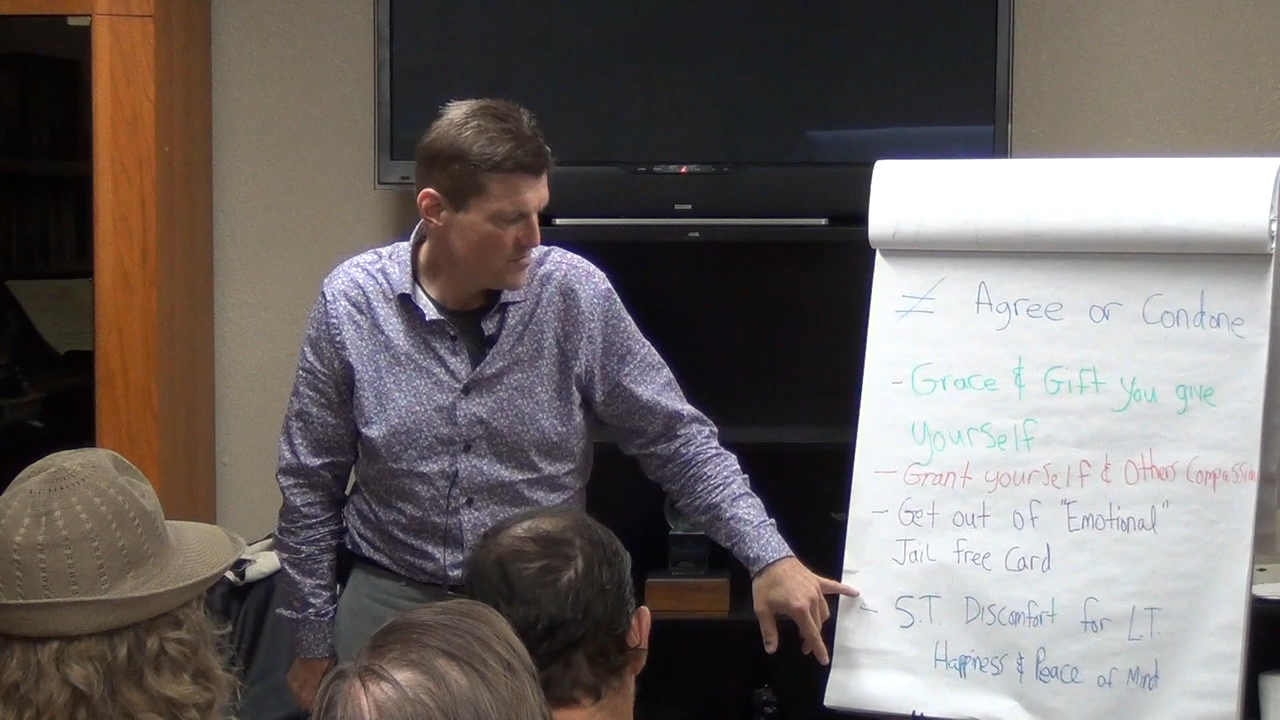 ≠ Agree or Condone
- Grace & Gift you give
yourself
- Grant yourself & Others Compassion
- Get out of "Emotional"
Jail free Card
- S.T. Discomfort for L.T.
Happiness & Peace of Mind